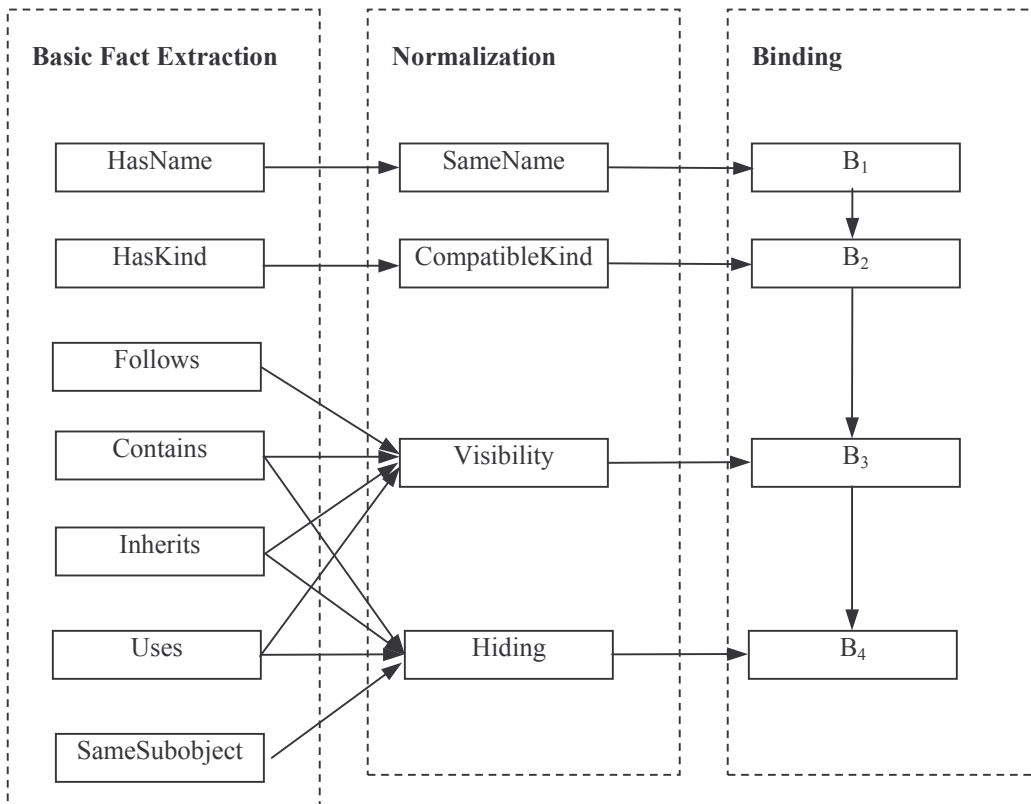 Basic Fact Extraction
Normalization
Binding
HasName
SameName
B₁
HasKind
CompatibleKind
B₂
Follows
Contains
Visibility
B₃
Inherits
Uses
Hiding
B₄
SameSubobject